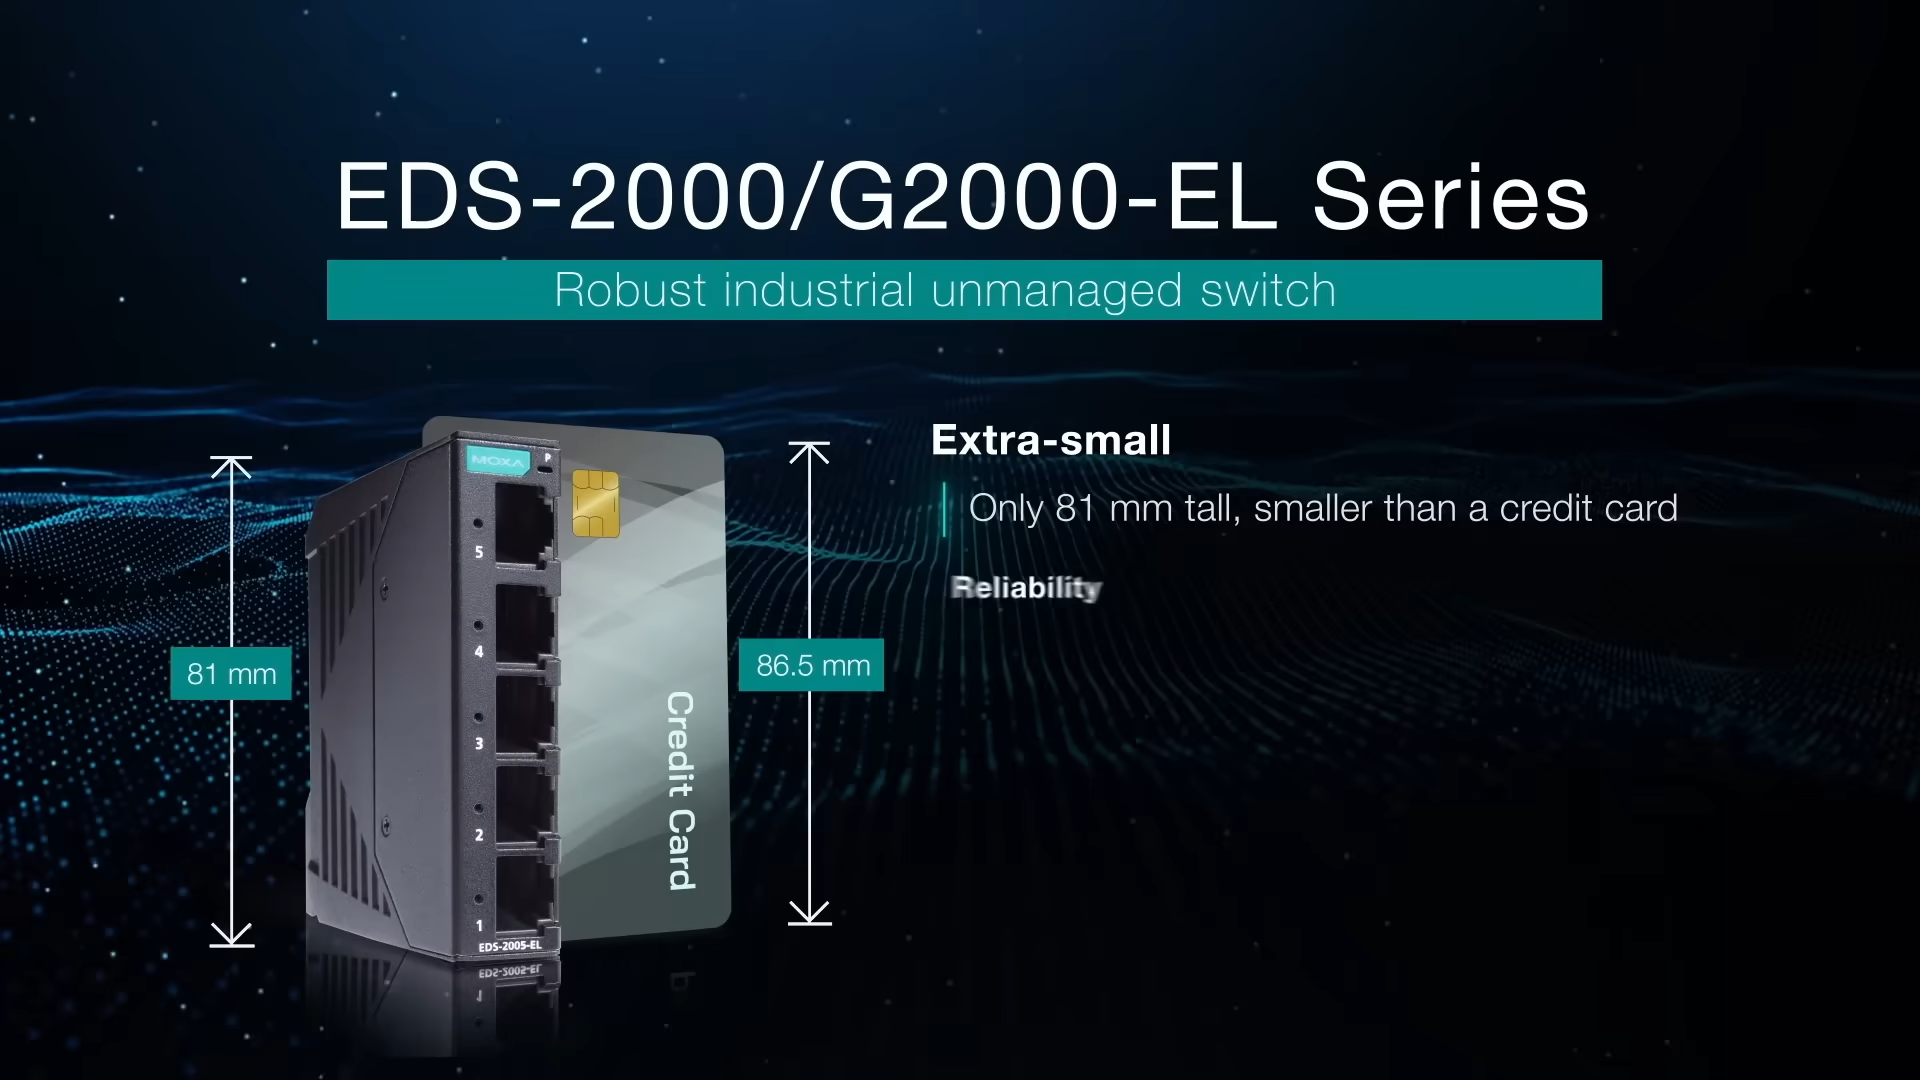 EDS-2000/G2000-EL Series
Robust industrial unmanaged switch
Extra-small
Only 81 mm tall, smaller than a credit card
Reliability
81 mm
86.5 mm
MOXA
P
5
4
3
2
1
EDS-2005-EL
Credit Card